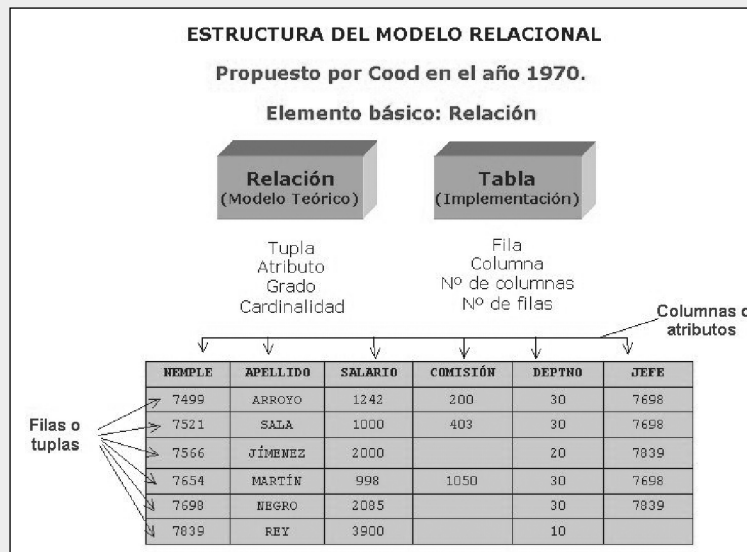 ESTRUCTURA DEL MODELO RELACIONAL
Propuesto por Cood en el año 1970.
Elemento básico: Relación
Relación
(Modelo Teórico)
Tabla
(Implementación)
Tupla
Atributo
Grado
Cardinalidad
Fila
Columna
Nº de columnas
Nº de filas
Columnas o
atributos
Filas o
tuplas
NEMPLE APELLIDO SALARIO COMISIÓN DEPTNO JEFE
7499 ARROYO 1242 200 30 7698
7521 SALA 1000 403 30 7698
7566 JÍMENEZ 2000 20 7839
7654 MARTÍN 998 1050 30 7698
7698 NEGRO 2085 30 7839
7839 REY 3900 10